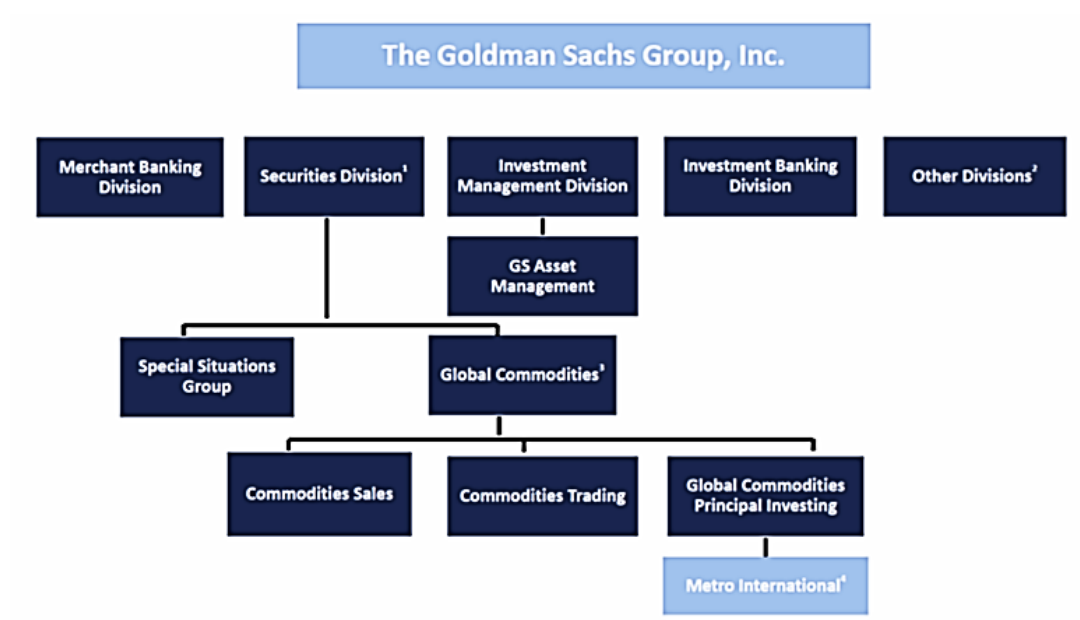 The Goldman Sachs Group, Inc.
Merchant Banking
Division
Securities Division¹
Investment
Management Division
Investment Banking
Division
Other Divisions²
GS Asset
Management
Special Situations
Group
Global Commodities³
Commodities Sales
Commodities Trading
Global Commodities
Principal Investing
Metro International⁴